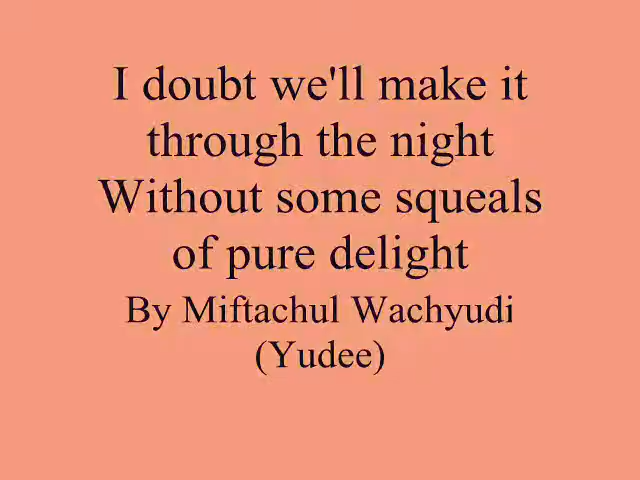 I doubt we'll make it
through the night
Without some squeals
of pure delight
By Miftachul Wachyudi
(Yudee)